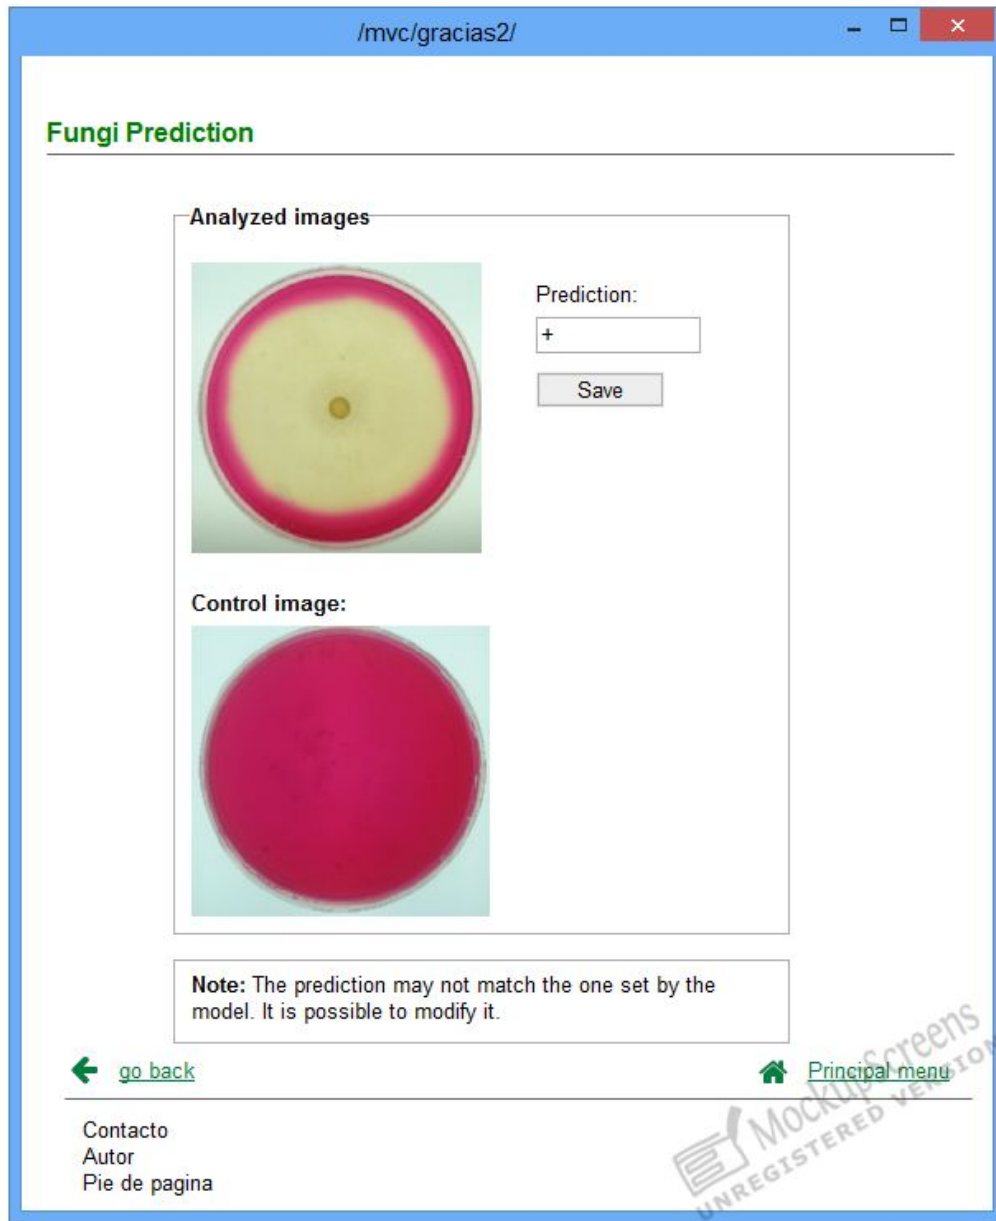 /mvc/gracias2/
Fungi Prediction
Analyzed images
Prediction:
+
Save
Control image:
Note: The prediction may not match the one set by the
model. It is possible to modify it.
go back
Principal menu
Contacto
Autor
Pie de pagina
MockupScreens
UNREGISTERED VERSION